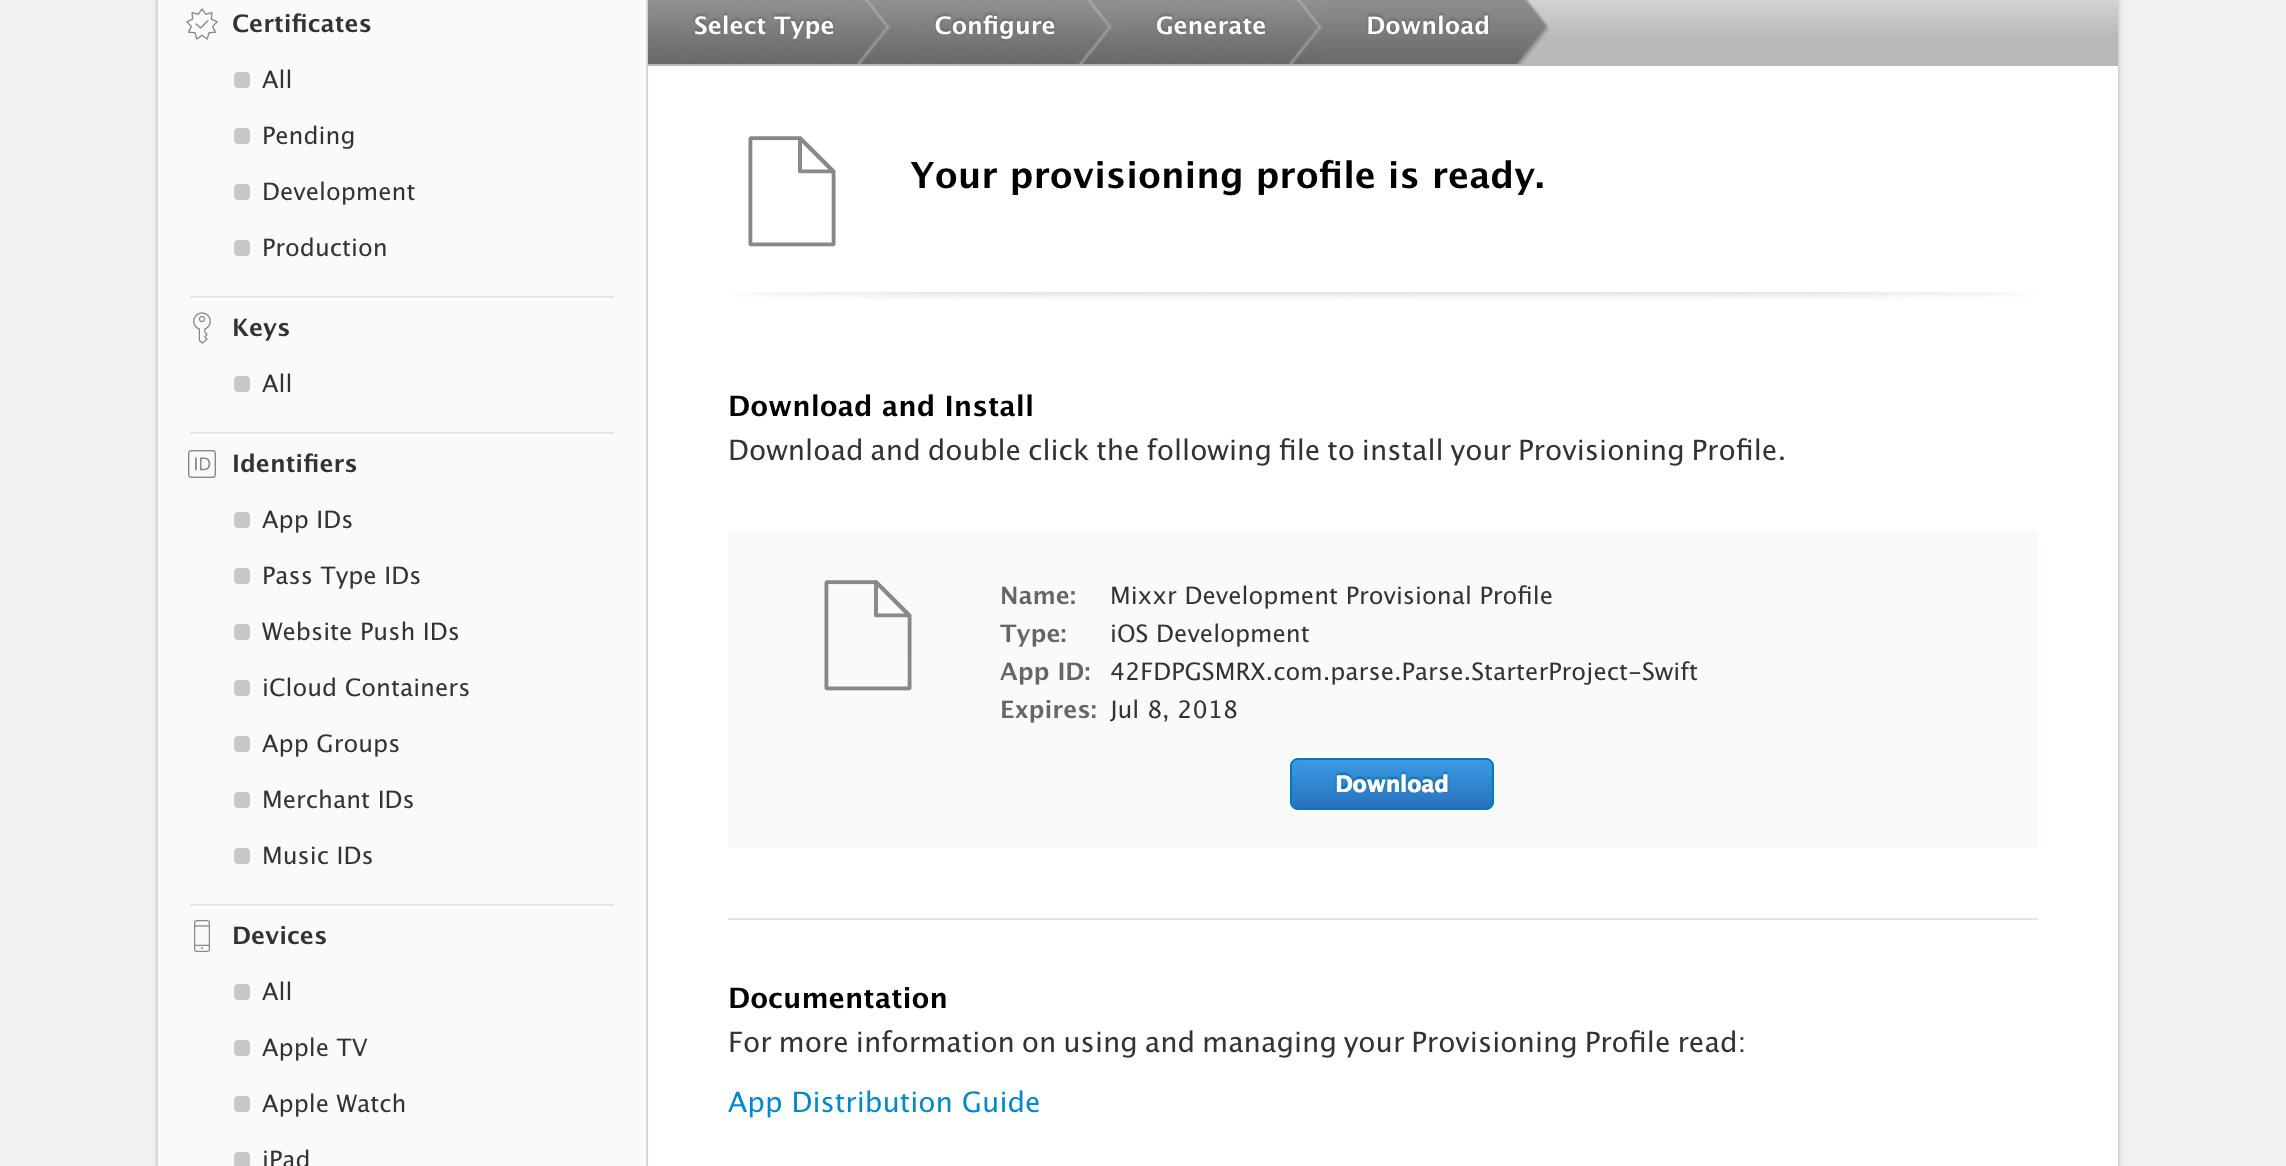 Certificates
All
Pending
Development
Production
Keys
All
ID Identifiers
App IDs
Pass Type IDs
Website Push IDs
iCloud Containers
App Groups
Merchant IDs
Music IDs
Devices
All
Apple TV
Apple Watch
iPad
Select Type Configure Generate Download
Your provisioning profile is ready.
Download and Install
Download and double click the following file to install your Provisioning Profile.
Name: Mixxr Development Provisional Profile
Type: iOS Development
App ID: 42FDPGSMRX.com.parse.Parse.StarterProject-Swift
Expires: Jul 8, 2018
Download
Documentation
For more information on using and managing your Provisioning Profile read:
App Distribution Guide